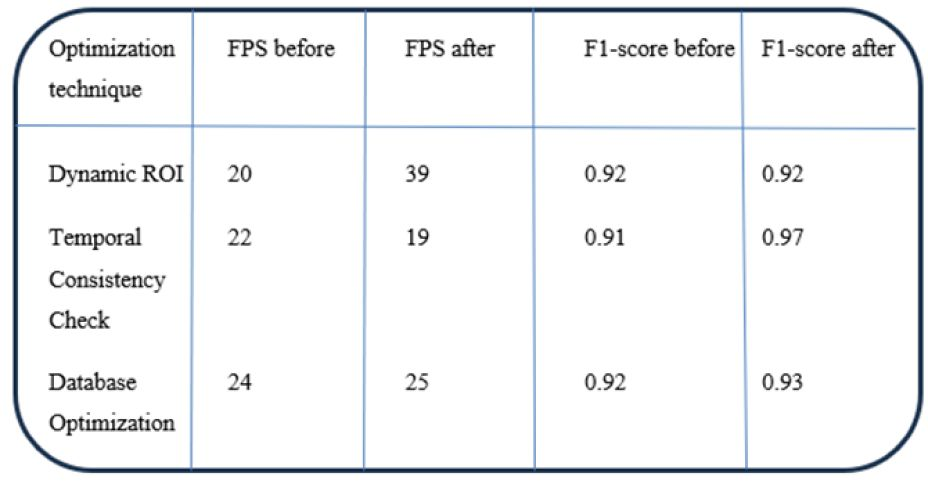 Optimization FPS before FPS after F1-score before F1-score after
technique
Dynamic ROI 20 39 0.92 0.92
Temporal 22 19 0.91 0.97
Consistency
Check
Database 24 25 0.92 0.93
Optimization